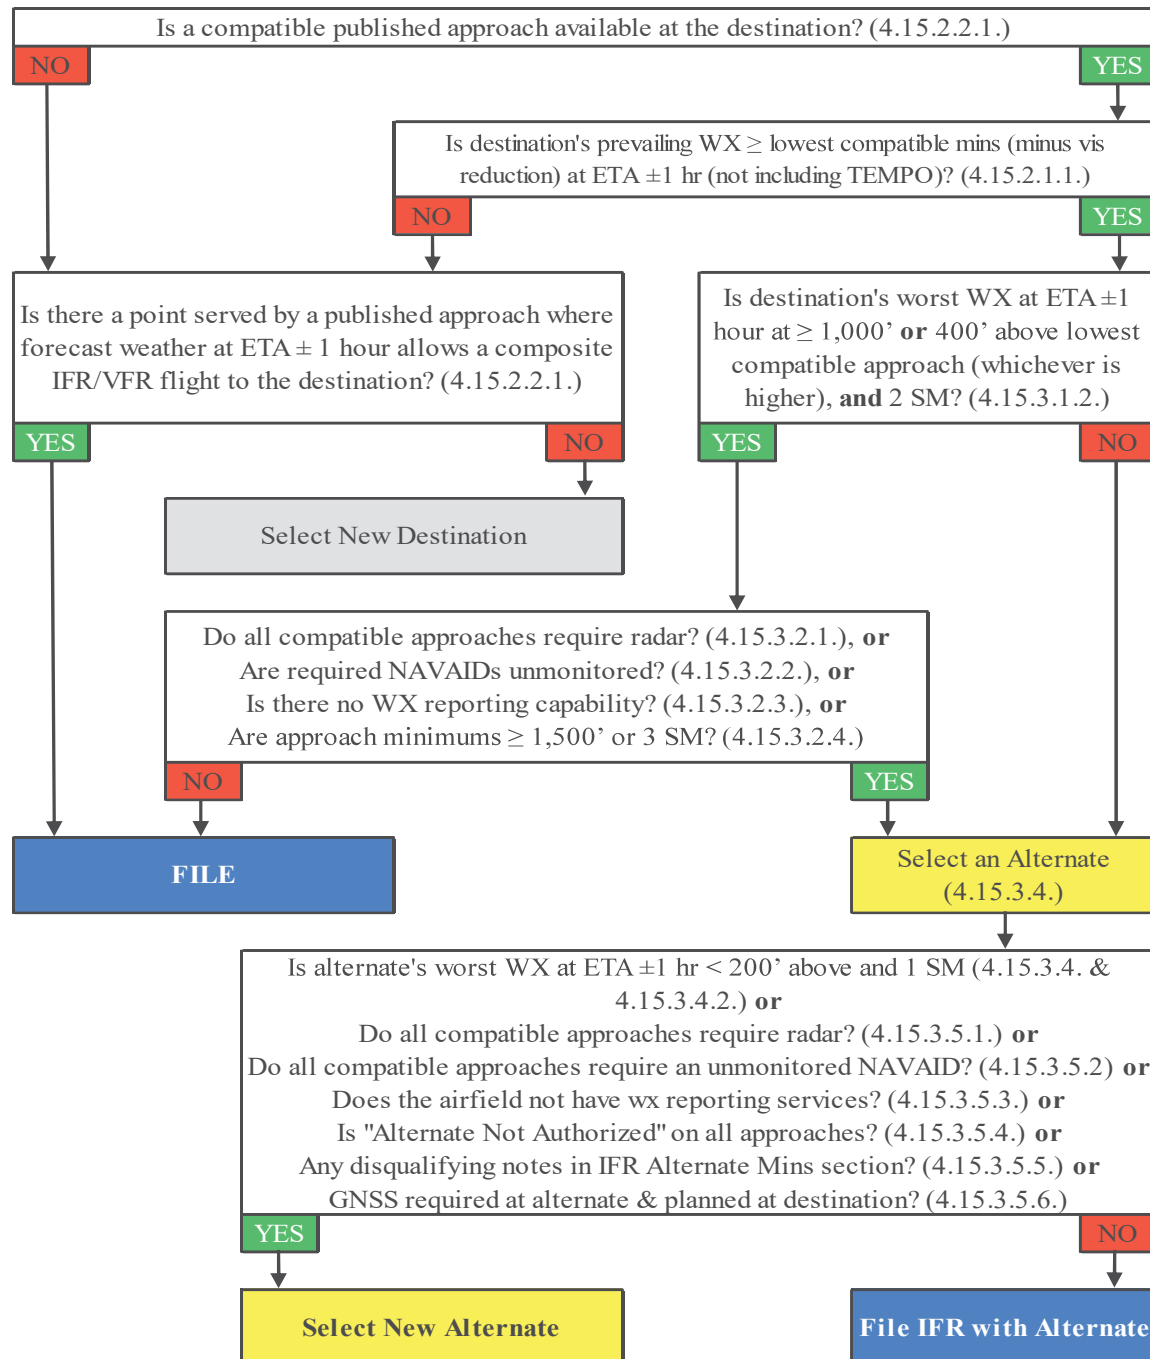 Is a compatible published approach available at the destination? (4.15.2.2.1.)
NO
YES
Is destination's prevailing WX ≥ lowest compatible mins (minus vis
reduction) at ETA ±1 hr (not including TEMPO)? (4.15.2.1.1.)
NO
YES
Is there a point served by a published approach where
forecast weather at ETA ± 1 hour allows a composite
IFR/VFR flight to the destination? (4.15.2.2.1.)
YES
NO
Is destination's worst WX at ETA ±1
hour at ≥ 1,000’ or 400’ above lowest
compatible approach (whichever is
higher), and 2 SM? (4.15.3.1.2.)
YES
NO
Select New Destination
Do all compatible approaches require radar? (4.15.3.2.1.), or
Are required NAVAIDs unmonitored? (4.15.3.2.2.), or
Is there no WX reporting capability? (4.15.3.2.3.), or
Are approach minimums ≥ 1,500’ or 3 SM? (4.15.3.2.4.)
NO
YES
FILE
Select an Alternate
(4.15.3.4.)
Is alternate's worst WX at ETA ±1 hr < 200’ above and 1 SM (4.15.3.4. &
4.15.3.4.2.) or
Do all compatible approaches require radar? (4.15.3.5.1.) or
Do all compatible approaches require an unmonitored NAVAID? (4.15.3.5.2) or
Does the airfield not have wx reporting services? (4.15.3.5.3.) or
Is "Alternate Not Authorized" on all approaches? (4.15.3.5.4.) or
Any disqualifying notes in IFR Alternate Mins section? (4.15.3.5.5.) or
GNSS required at alternate & planned at destination? (4.15.3.5.6.)
YES
NO
Select New Alternate
File IFR with Alternate